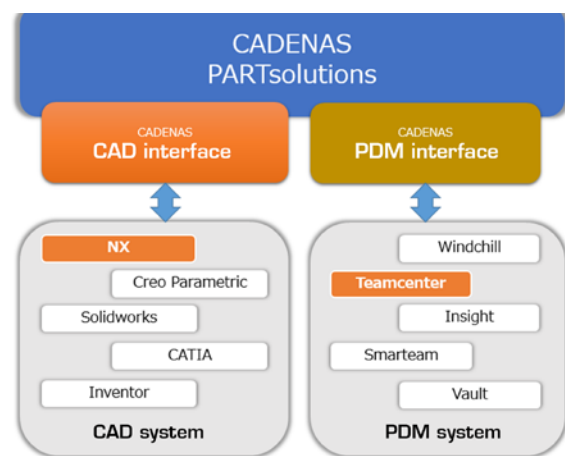 CADENAS
PARTsolutions
CADENAS
CAD interface
CADENAS
PDM interface
NX
Creo Parametric
Solidworks
CATIA
Inventor
CAD system
Windchill
Teamcenter
Insight
Smarteam
Vault
PDM system